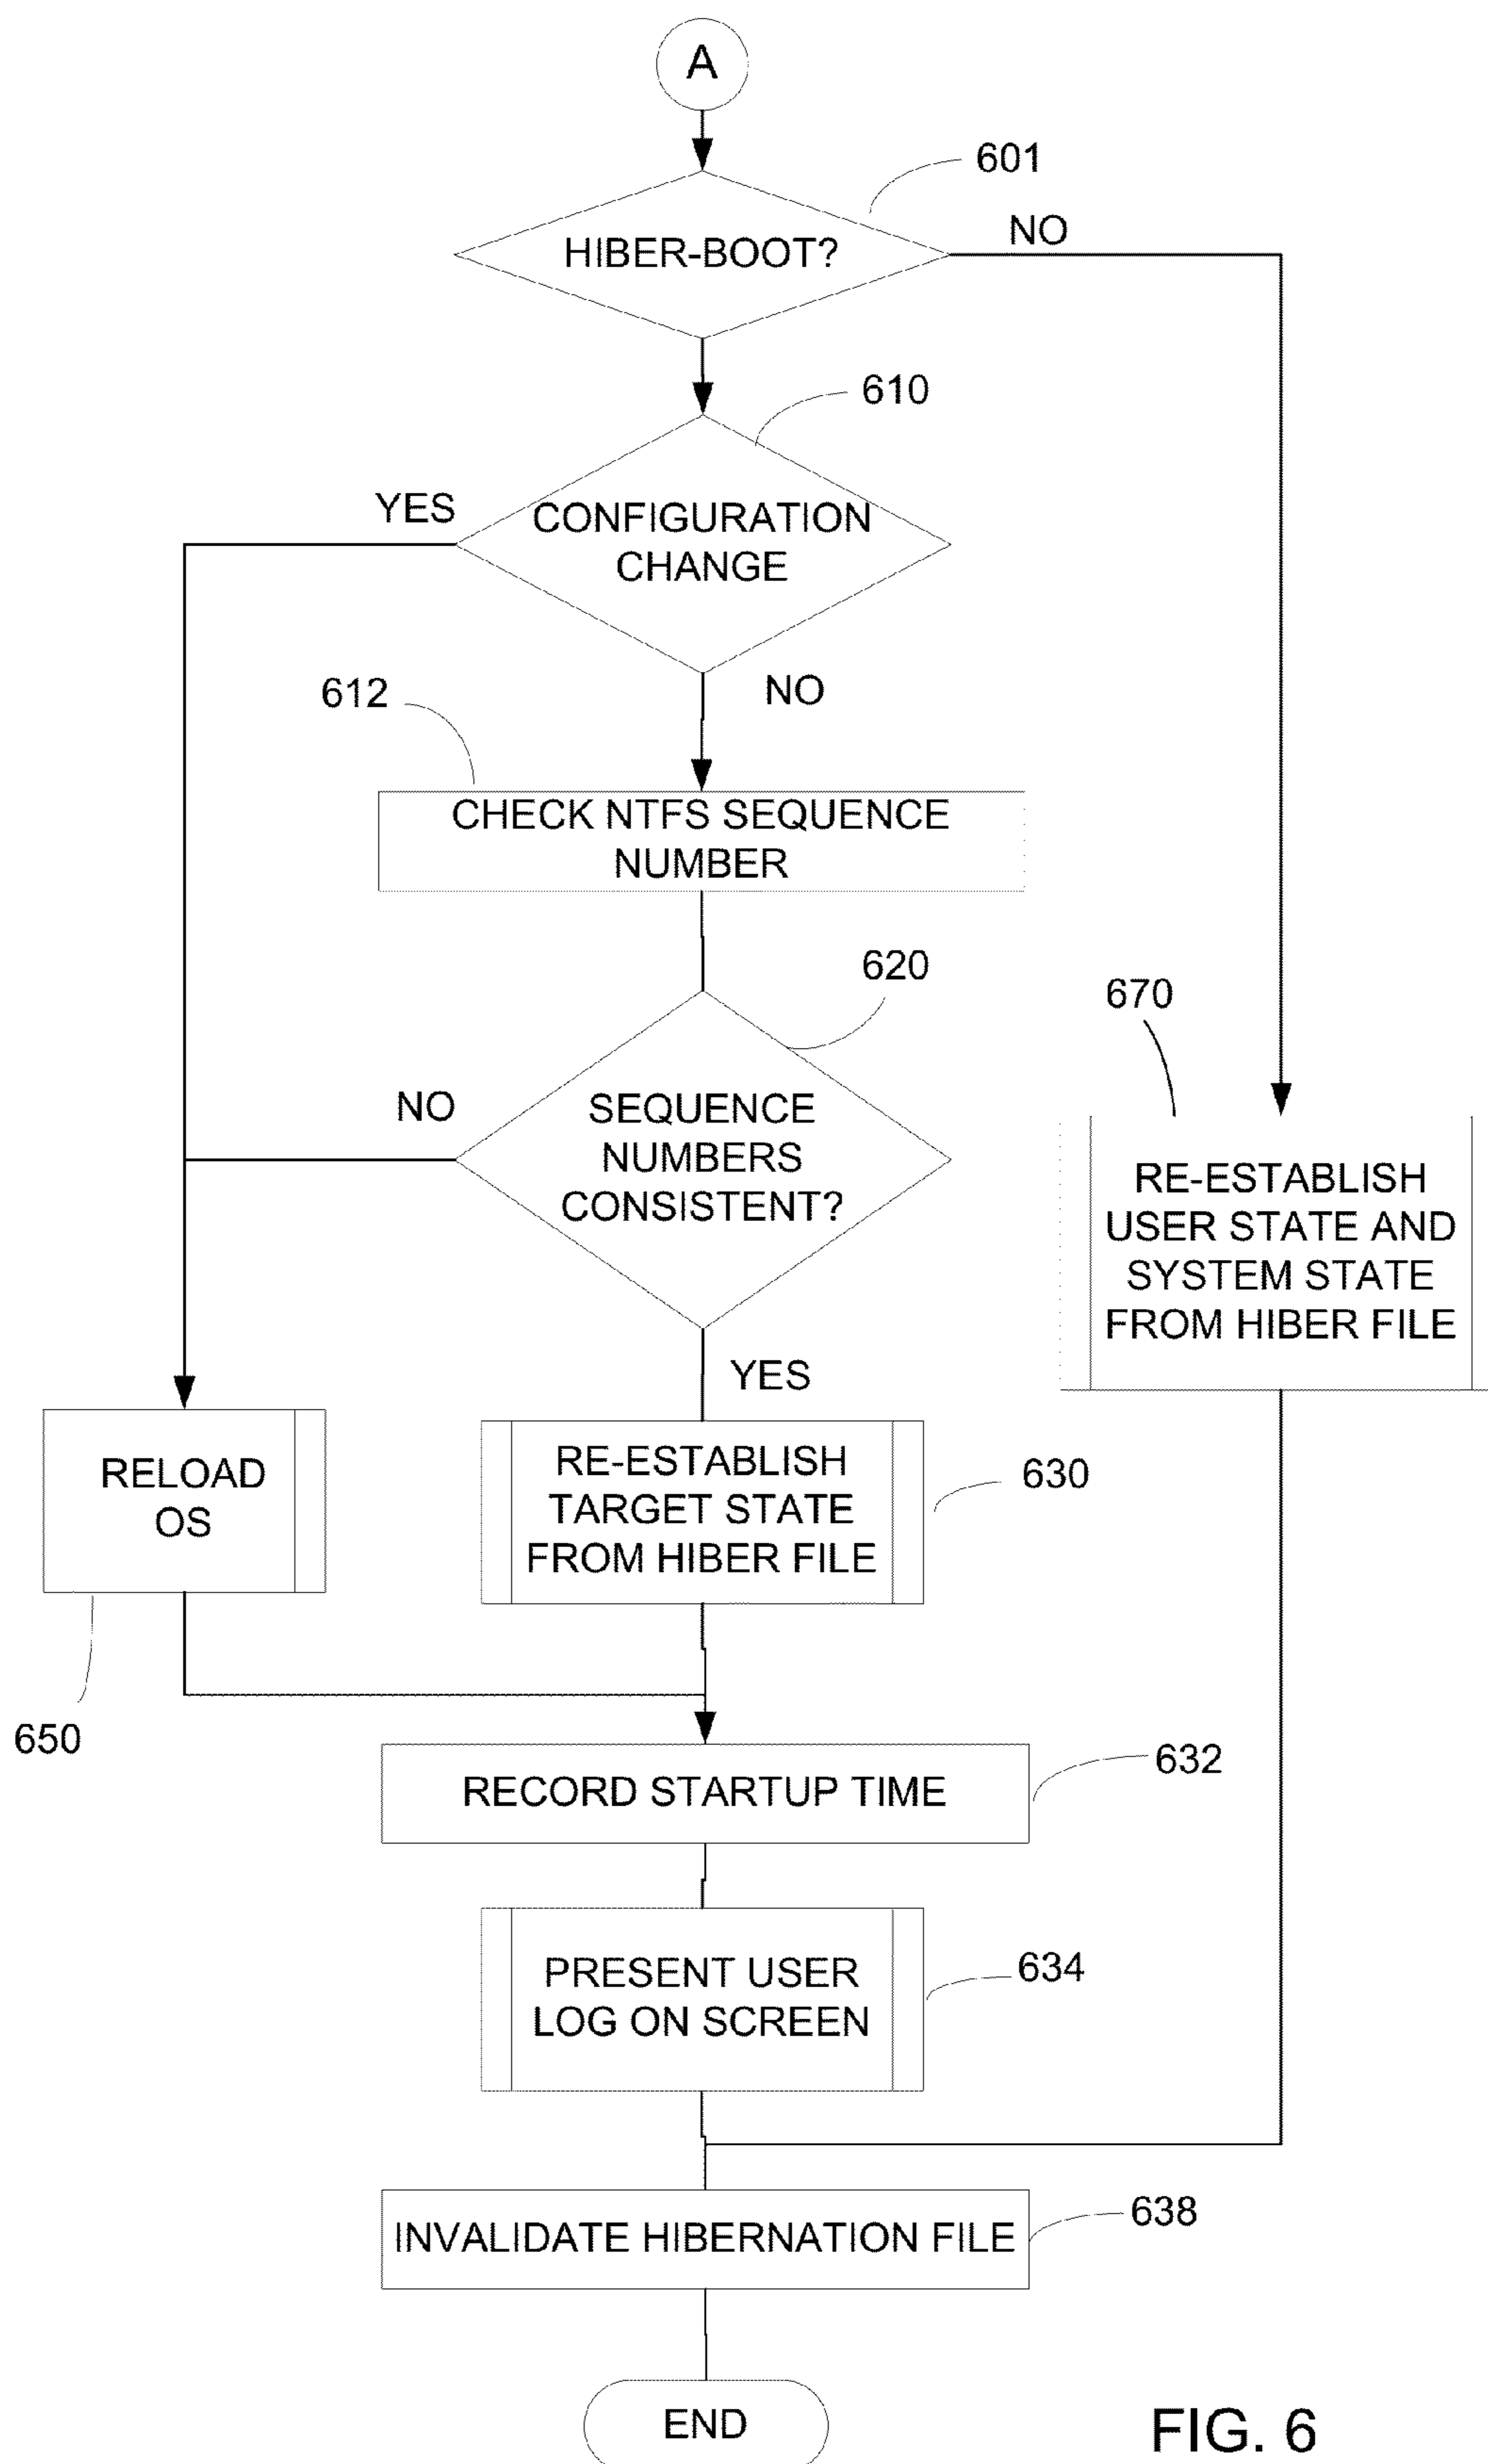 A
601
HIBER-BOOT?
NO
610
YES
CONFIGURATION
CHANGE
612
NO
CHECK NTFS SEQUENCE
NUMBER
620
670
NO
SEQUENCE
NUMBERS
CONSISTENT?
RE-ESTABLISH
USER STATE AND
SYSTEM STATE
FROM HIBER FILE
YES
RELOAD
OS
RE-ESTABLISH
TARGET STATE
FROM HIBER FILE
630
650
RECORD STARTUP TIME
632
PRESENT USER
LOG ON SCREEN
634
INVALIDATE HIBERNATION FILE
638
END
FIG. 6